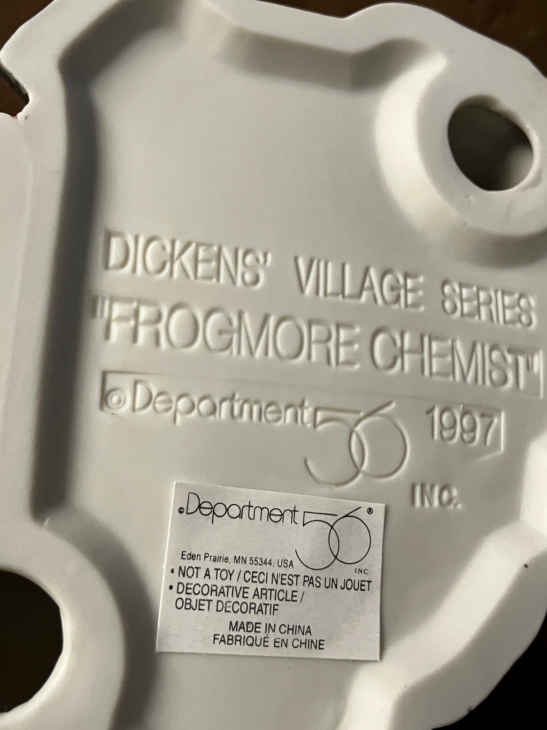 DICKENS' VILLAGE SERIES
"FROGMORE CHEMIST"
© Department 56 1997
INC.
Department 56 ®
INC.
Eden Prairie, MN 55344, USA
• NOT A TOY / CECI N'EST PAS UN JOUET
• DECORATIVE ARTICLE /
OBJET DECORATIF
MADE IN CHINA
FABRIQUÉ EN CHINE